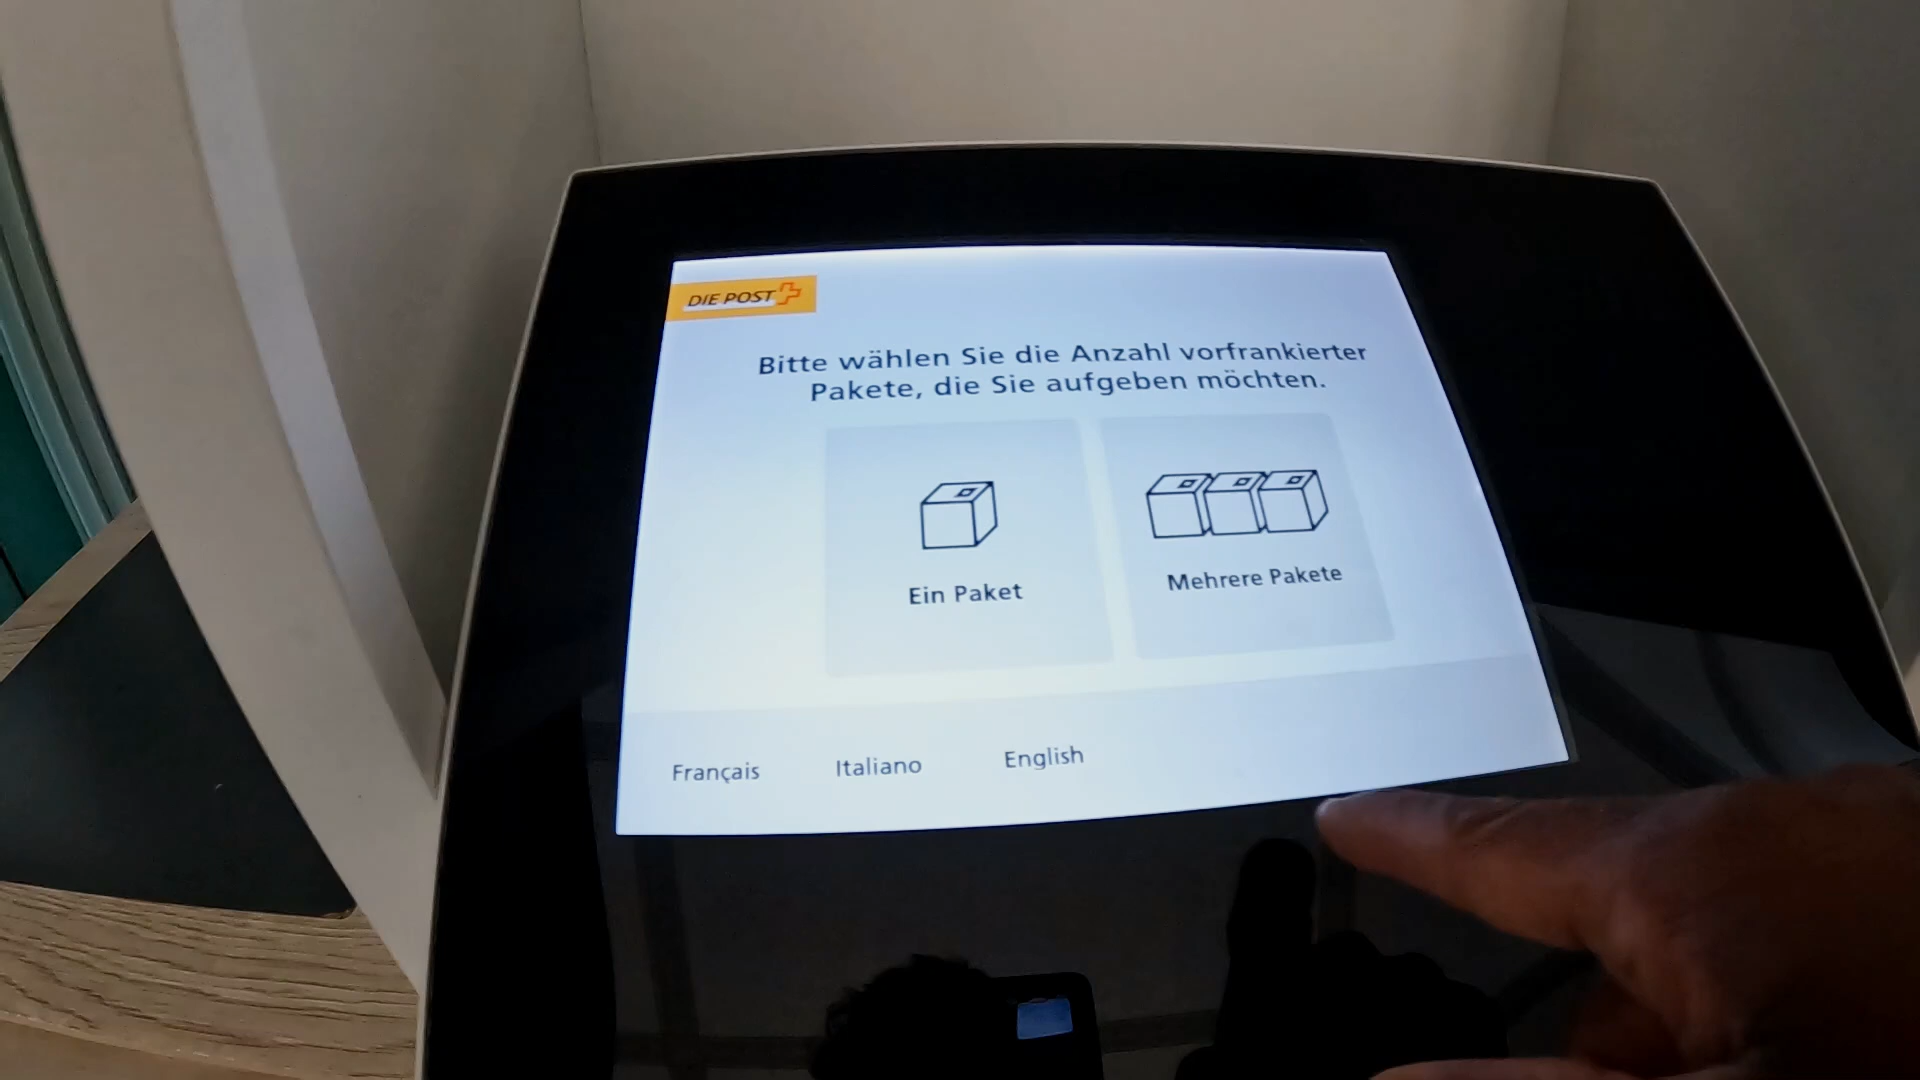 DIE POST
Bitte wählen Sie die Anzahl vorfrankierter
Pakete, die Sie aufgeben möchten.
Ein Paket
Mehrere Pakete
Français
Italiano
English